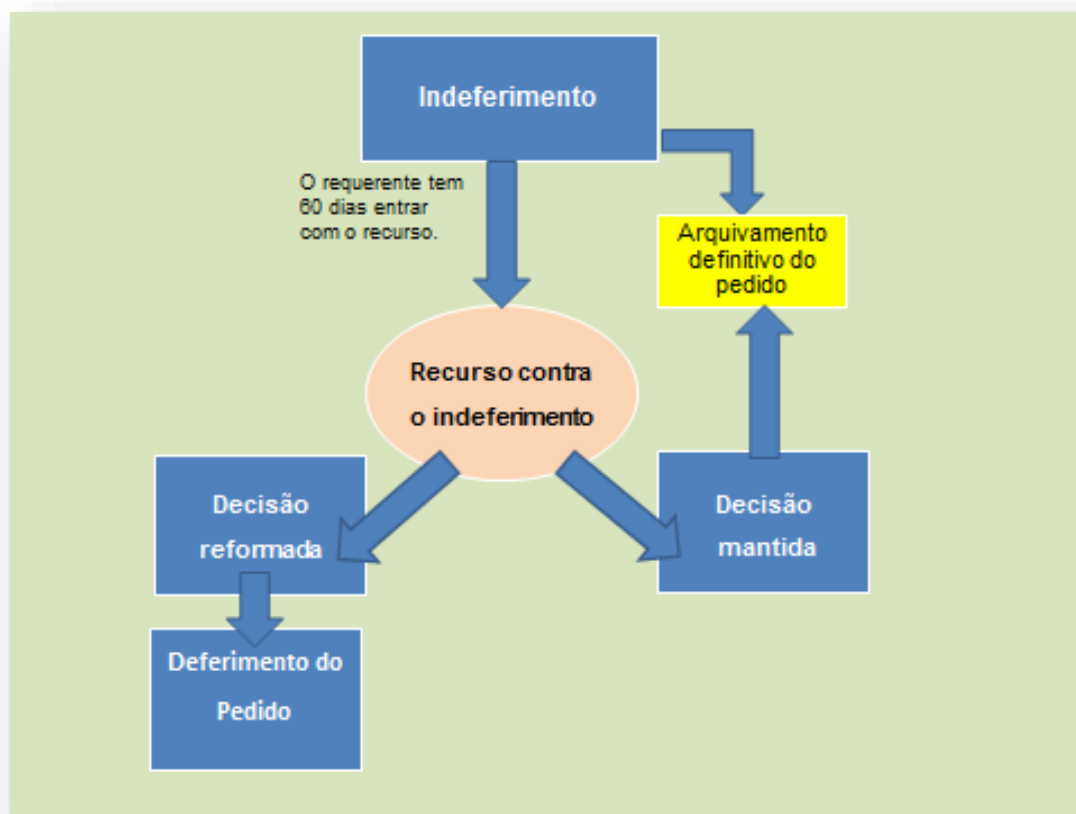 Indeferimento
O requerente tem
60 dias entrar
com o recurso.
Arquivamento
definitivo do
pedido
Recurso contra
o indeferimento
Decisão
reformada
Decisão
mantida
Deferimento do
Pedido